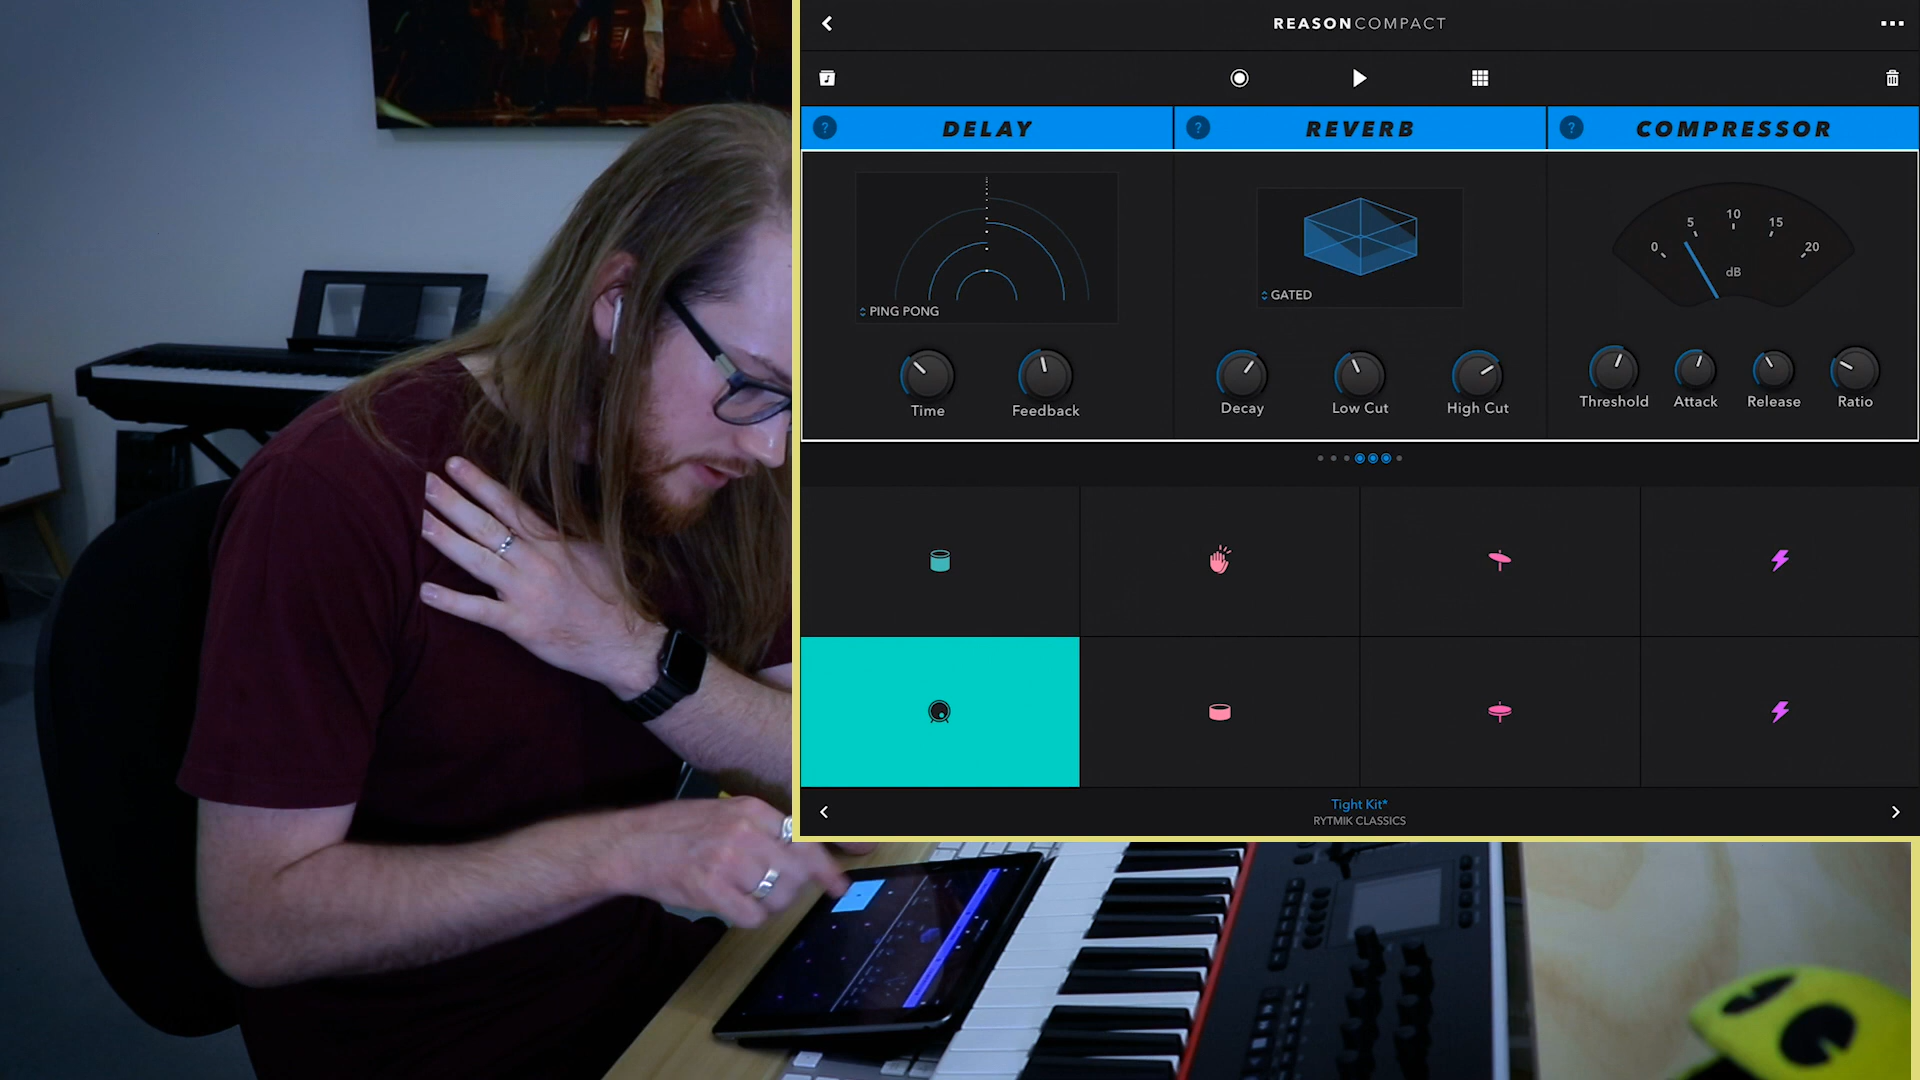 REASONCOMPACT
? DELAY ? REVERB ? COMPRESSOR
0 5 10 15 20
dB
PING PONG
GATED
Time Feedback
Decay Low Cut High Cut
Threshold Attack Release Ratio
Tight Kit*
RYTMIK CLASSICS